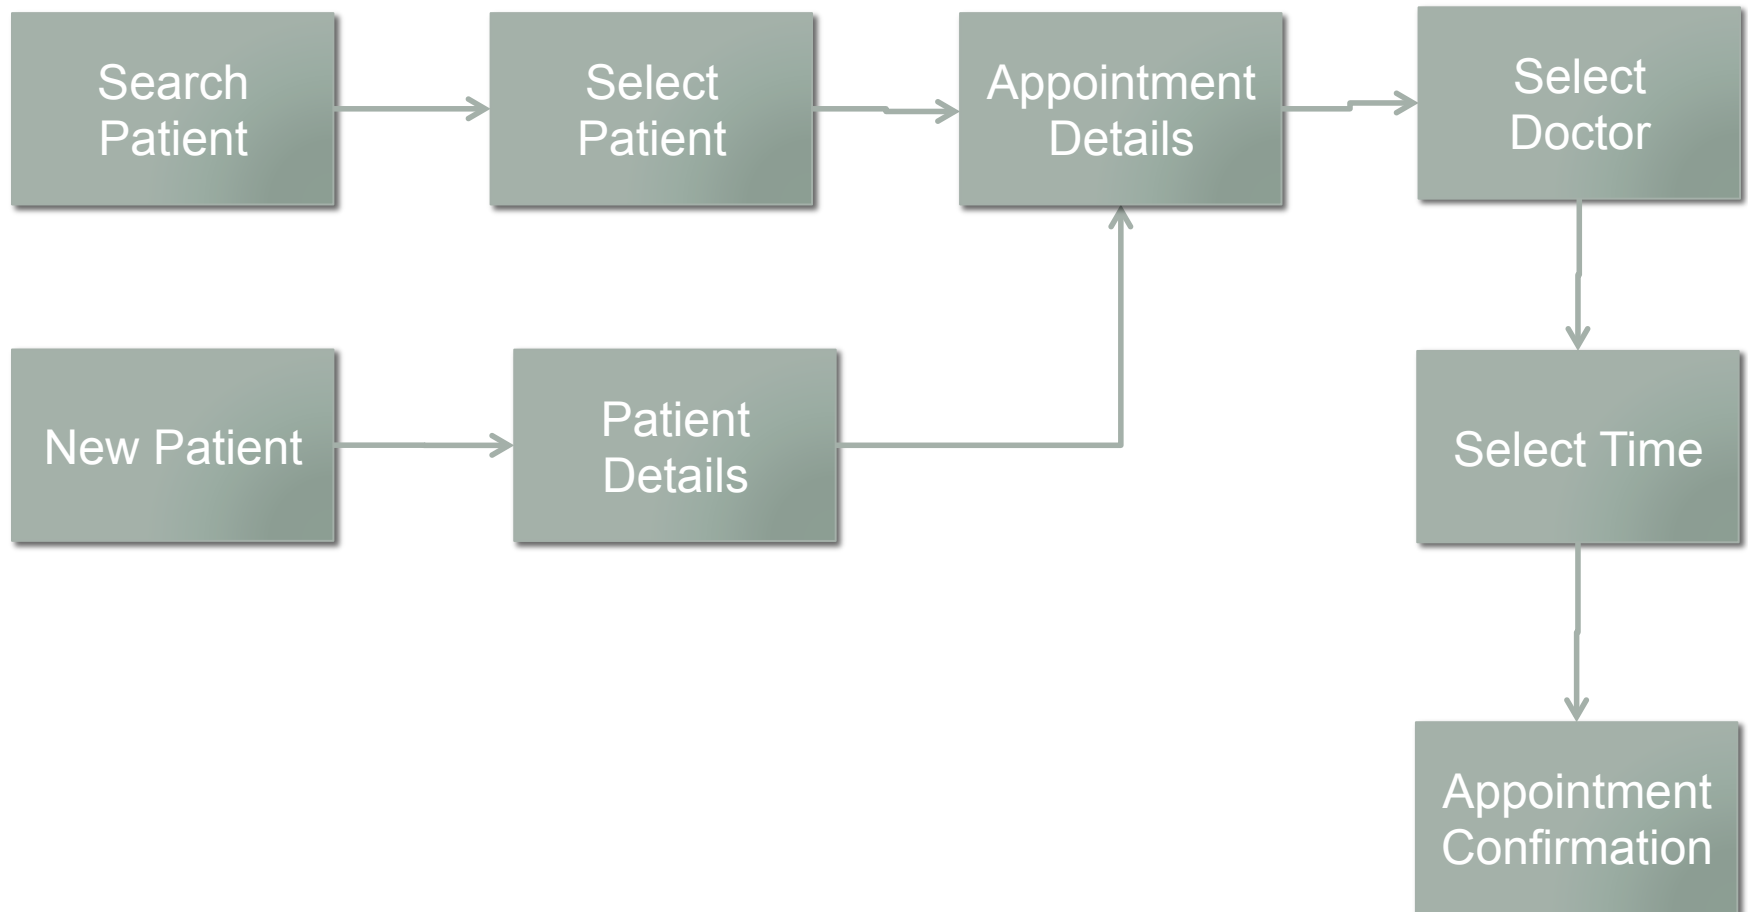 Search
Patient
Select
Patient
Appointment
Details
Select
Doctor
New Patient
Patient
Details
Select Time
Appointment
Confirmation